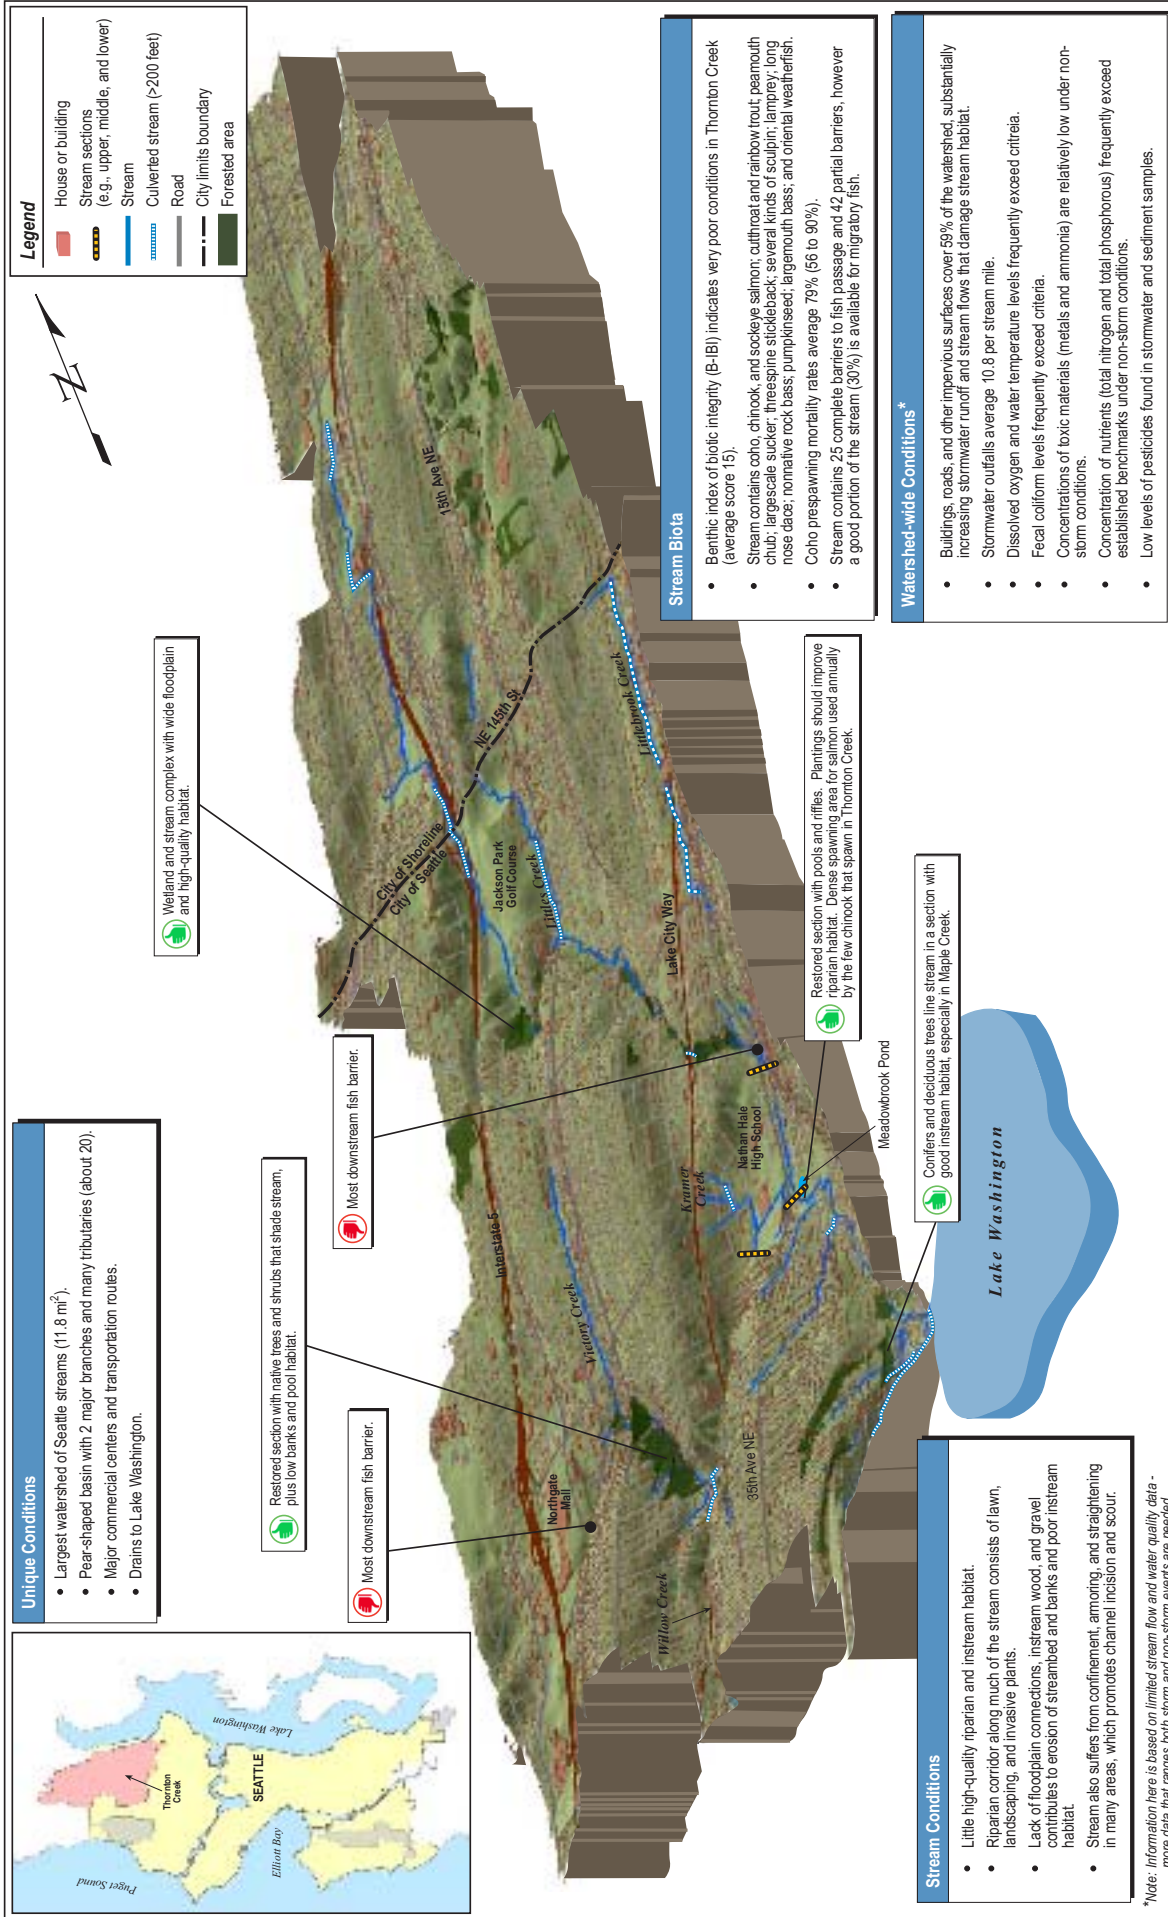 Unique Conditions
• Largest watershed of Seattle streams (11.8 mi2).
• Pear-shaped basin with 2 major branches and many tributaries (about 20).
• Major commercial centers and transportation routes.
• Drains to Lake Washington.
Legend
House or building
Stream sections
(e.g., upper, middle, and lower)
Stream
Culverted stream (>200 feet)
Road
City limits boundary
Forested area
N
Puget Sound
Elliott Bay
Lake Washington
SEATTLE
Thornton
Creek
Wetland and stream complex with wide floodplain
and high-quality habitat.
Most downstream fish barrier.
Restored section with native trees and shrubs that shade stream,
plus low banks and pool habitat.
Most downstream fish barrier.
City of Shoreline
City of Seattle
NE 145th St
15th Ave NE
Jackson Park
Golf Course
Littles Creek
Littlebrook Creek
Lake City Way
Interstate 5
Victory Creek
Kramer
Creek
Nathan Hale
High School
Northgate
Mall
35th Ave NE
Willow Creek
Meadowbrook Pond
Lake Washington
Restored section with pools and riffles. Plantings should improve
riparian habitat. Dense spawning area for salmon used annually
by the few chinook that spawn in Thornton Creek.
Conifers and deciduous trees line stream in a section with
good instream habitat, especially in Maple Creek.
Stream Biota
• Benthic index of biotic integrity (B-IBI) indicates very poor conditions in Thornton Creek
(average score 15).
• Stream contains coho, chinook, and sockeye salmon; cutthroat and rainbow trout; peamouth
chub; largescale sucker; threespine stickleback; several kinds of sculpin; lamprey; long
nose dace; nonnative rock bass; pumpkinseed; largemouth bass; and oriental weatherfish.
• Coho prespawning mortality rates average 79% (56 to 90%).
• Stream contains 25 complete barriers to fish passage and 42 partial barriers, however
a good portion of the stream (30%) is available for migratory fish.
Watershed-wide Conditions*
• Buildings, roads, and other impervious surfaces cover 59% of the watershed, substantially
increasing stormwater runoff and stream flows that damage stream habitat.
• Stormwater outfalls average 10.8 per stream mile.
• Dissolved oxygen and water temperature levels frequently exceed critreia.
• Fecal coliform levels frequently exceed criteria.
• Concentrations of toxic materials (metals and ammonia) are relatively low under non-
storm conditions.
• Concentration of nutrients (total nitrogen and total phosphorous) frequently exceed
established benchmarks under non-storm conditions.
• Low levels of pesticides found in stormwater and sediment samples.
Stream Conditions
• Little high-quality riparian and instream habitat.
• Riparian corridor along much of the stream consists of lawn,
landscaping, and invasive plants.
• Lack of floodplain connections, instream wood, and gravel
contributes to erosion of streambed and banks and poor instream
habitat.
• Stream also suffers from confinement, armoring, and straightening
in many areas, which promotes channel incision and scour.
*Note: Information here is based on limited stream flow and water quality data -
more data that ranges both storm and non-storm events are needed.